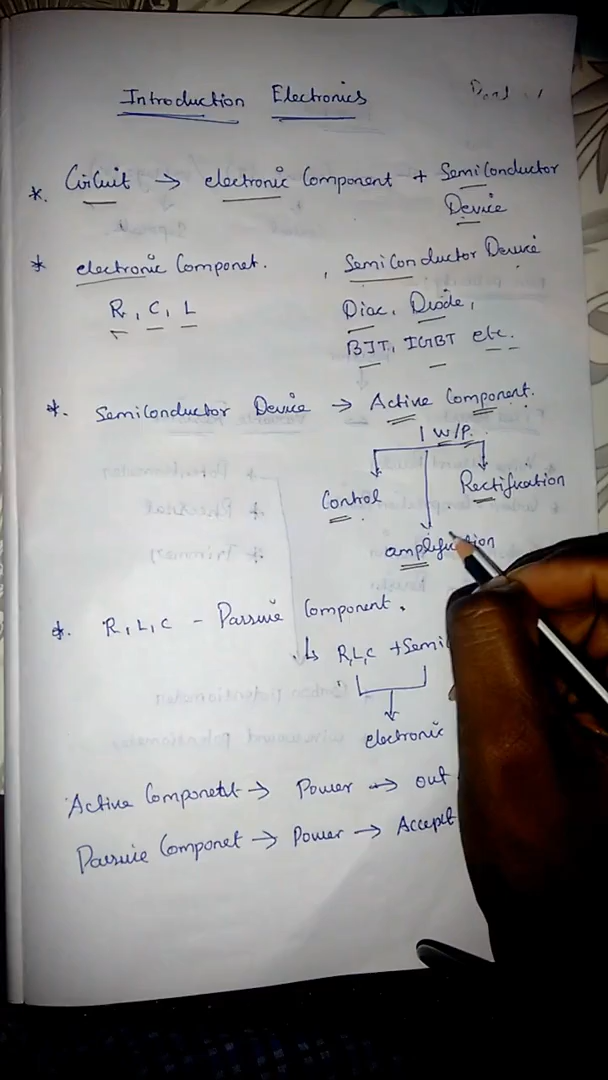 Introduction Electronics
* Circuit → electronic Component + Semiconductor
Device
* electronic Componet. , Semiconductor Device
R, C, L
Diac, Diode,
BJT, IGBT etc.
* Semiconductor Device → Active Component.
W/P.
Control
Rectification
amplification
* R, L, C - Passive Component.
↳ R,L,C + Semi
electronic
Active Componetst → Power → out
Passive Componet → Power → Accept